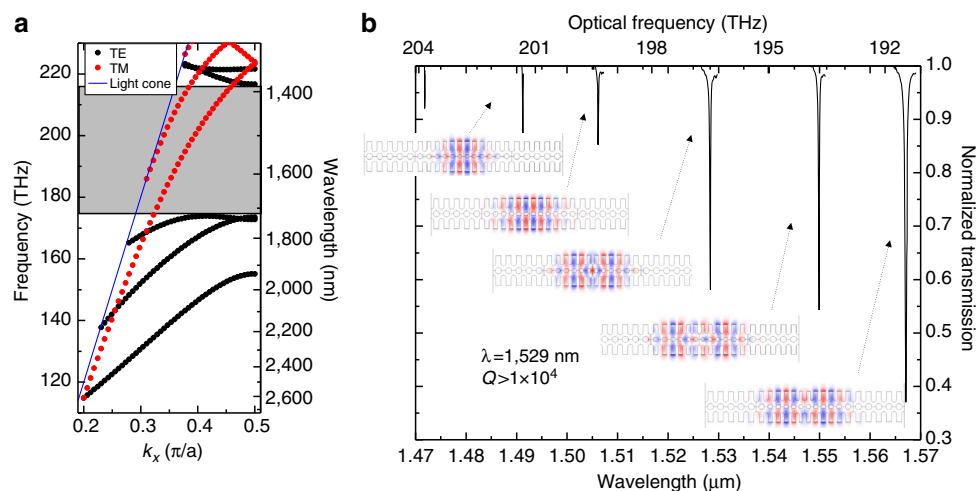 a
TE
TM
Light cone
220
200
180
160
140
120
Frequency (THz)
1,400
1,600
1,800
2,000
2,200
2,400
2,600
Wavelength (nm)
0.2 0.3 0.4 0.5
k_x (π/a)
b
Optical frequency (THz)
204 201 198 195 192
1.0
0.9
0.8
0.7
0.6
0.5
0.4
0.3
Normalized transmission
λ=1,529 nm
Q>1×10⁴
1.47 1.48 1.49 1.50 1.51 1.52 1.53 1.54 1.55 1.56 1.57
Wavelength (μm)